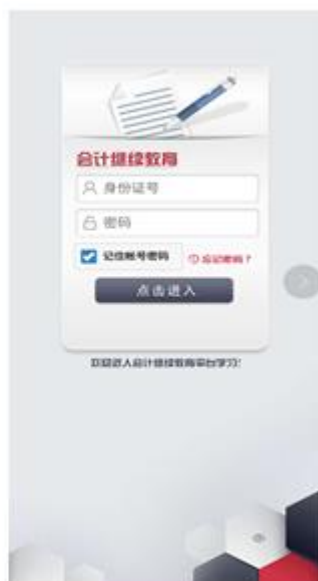 会计继续教育
身份证号
密码
记住帐号密码
忘记密码？
点击进入
欢迎进入会计继续教育平台学习!